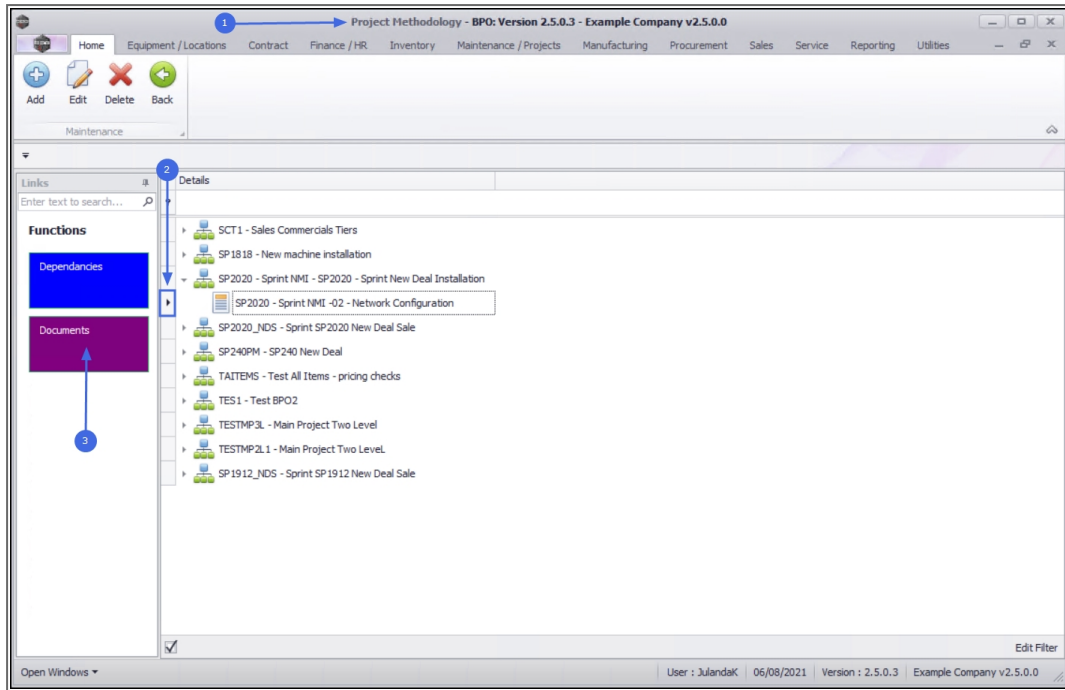 1
Project Methodology - BPO: Version 2.5.0.3 - Example Company v2.5.0.0
Home Equipment / Locations Contract Finance / HR Inventory Maintenance / Projects Manufacturing Procurement Sales Service Reporting Utilities
Add Edit Delete Back
Maintenance
2
Links
Details
Enter text to search...
Functions
SCT1 - Sales Commercials Tiers
SP1818 - New machine installation
Dependancies
SP2020 - Sprint NMI - SP2020 - Sprint New Deal Installation
SP2020 - Sprint NMI -02 - Network Configuration
Documents
SP2020_NDS - Sprint SP2020 New Deal Sale
SP240PM - SP240 New Deal
TAITEMS - Test All Items - pricing checks
TES1 - Test BPO2
TESTMP3L - Main Project Two Level
3
TESTMP2L1 - Main Project Two LeveL
SP1912_NDS - Sprint SP1912 New Deal Sale
Edit Filter
Open Windows
User : JulandaK 06/08/2021 Version : 2.5.0.3 Example Company v2.5.0.0